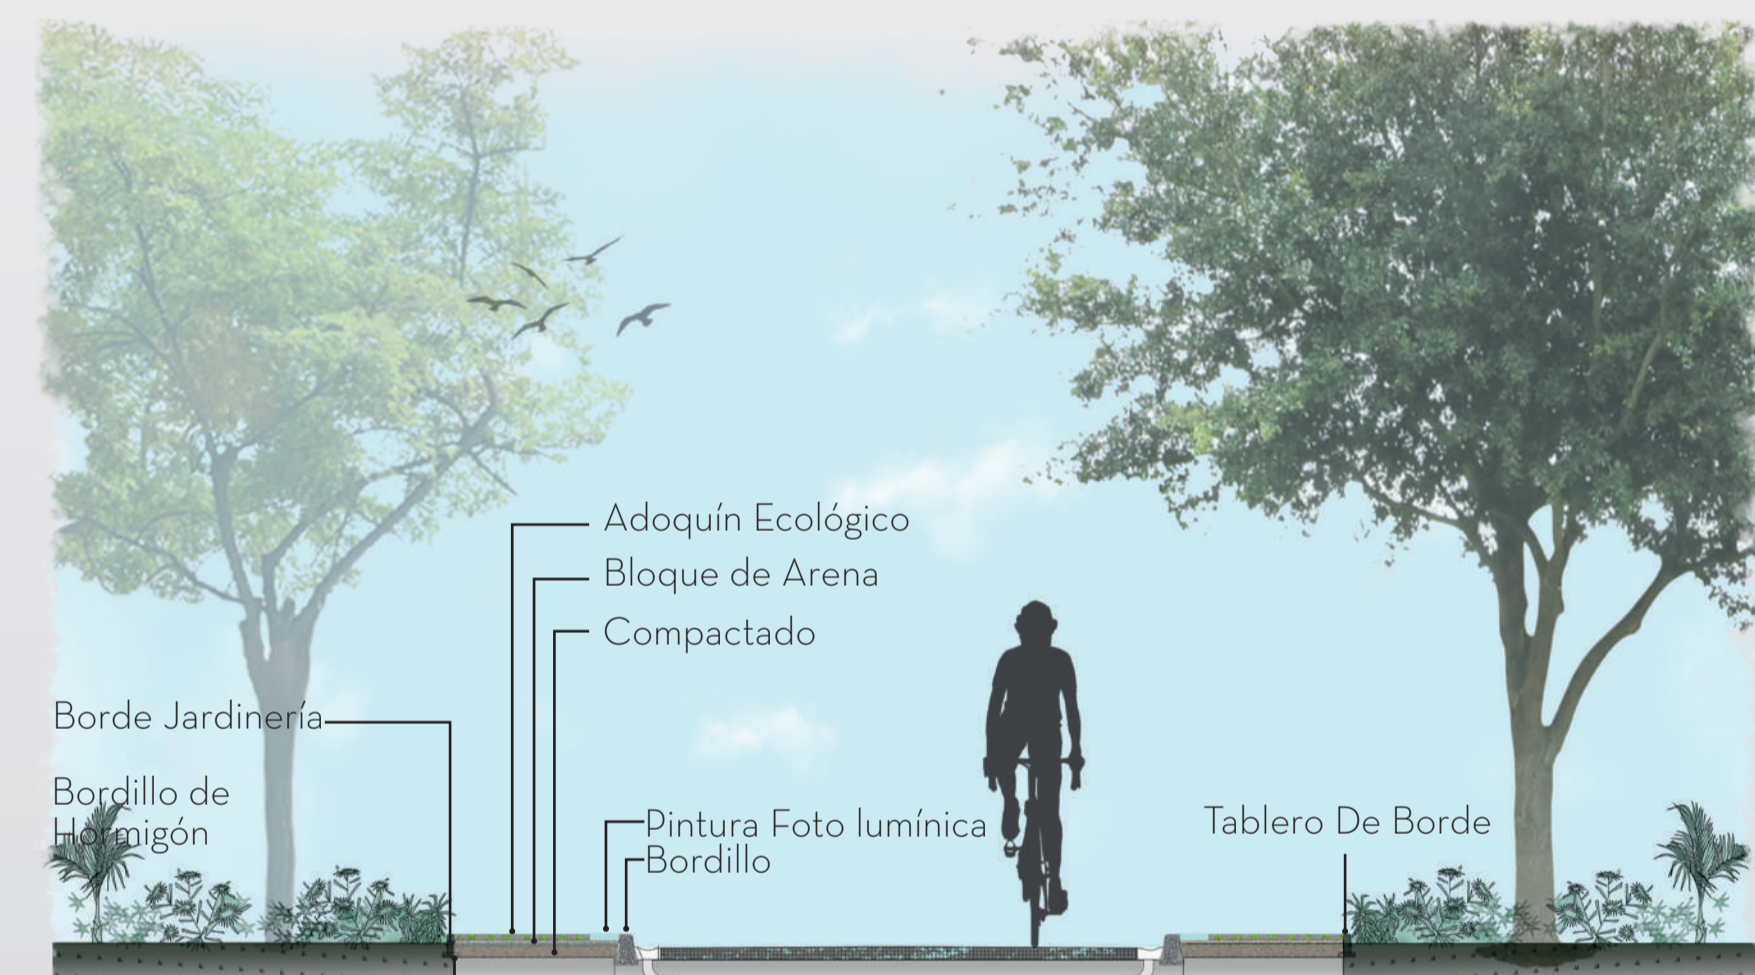 Adoquín Ecológico
Bloque de Arena
Compactado
Borde Jardinería
Bordillo de
Hormigón
Pintura Foto lumínica
Bordillo
Tablero De Borde